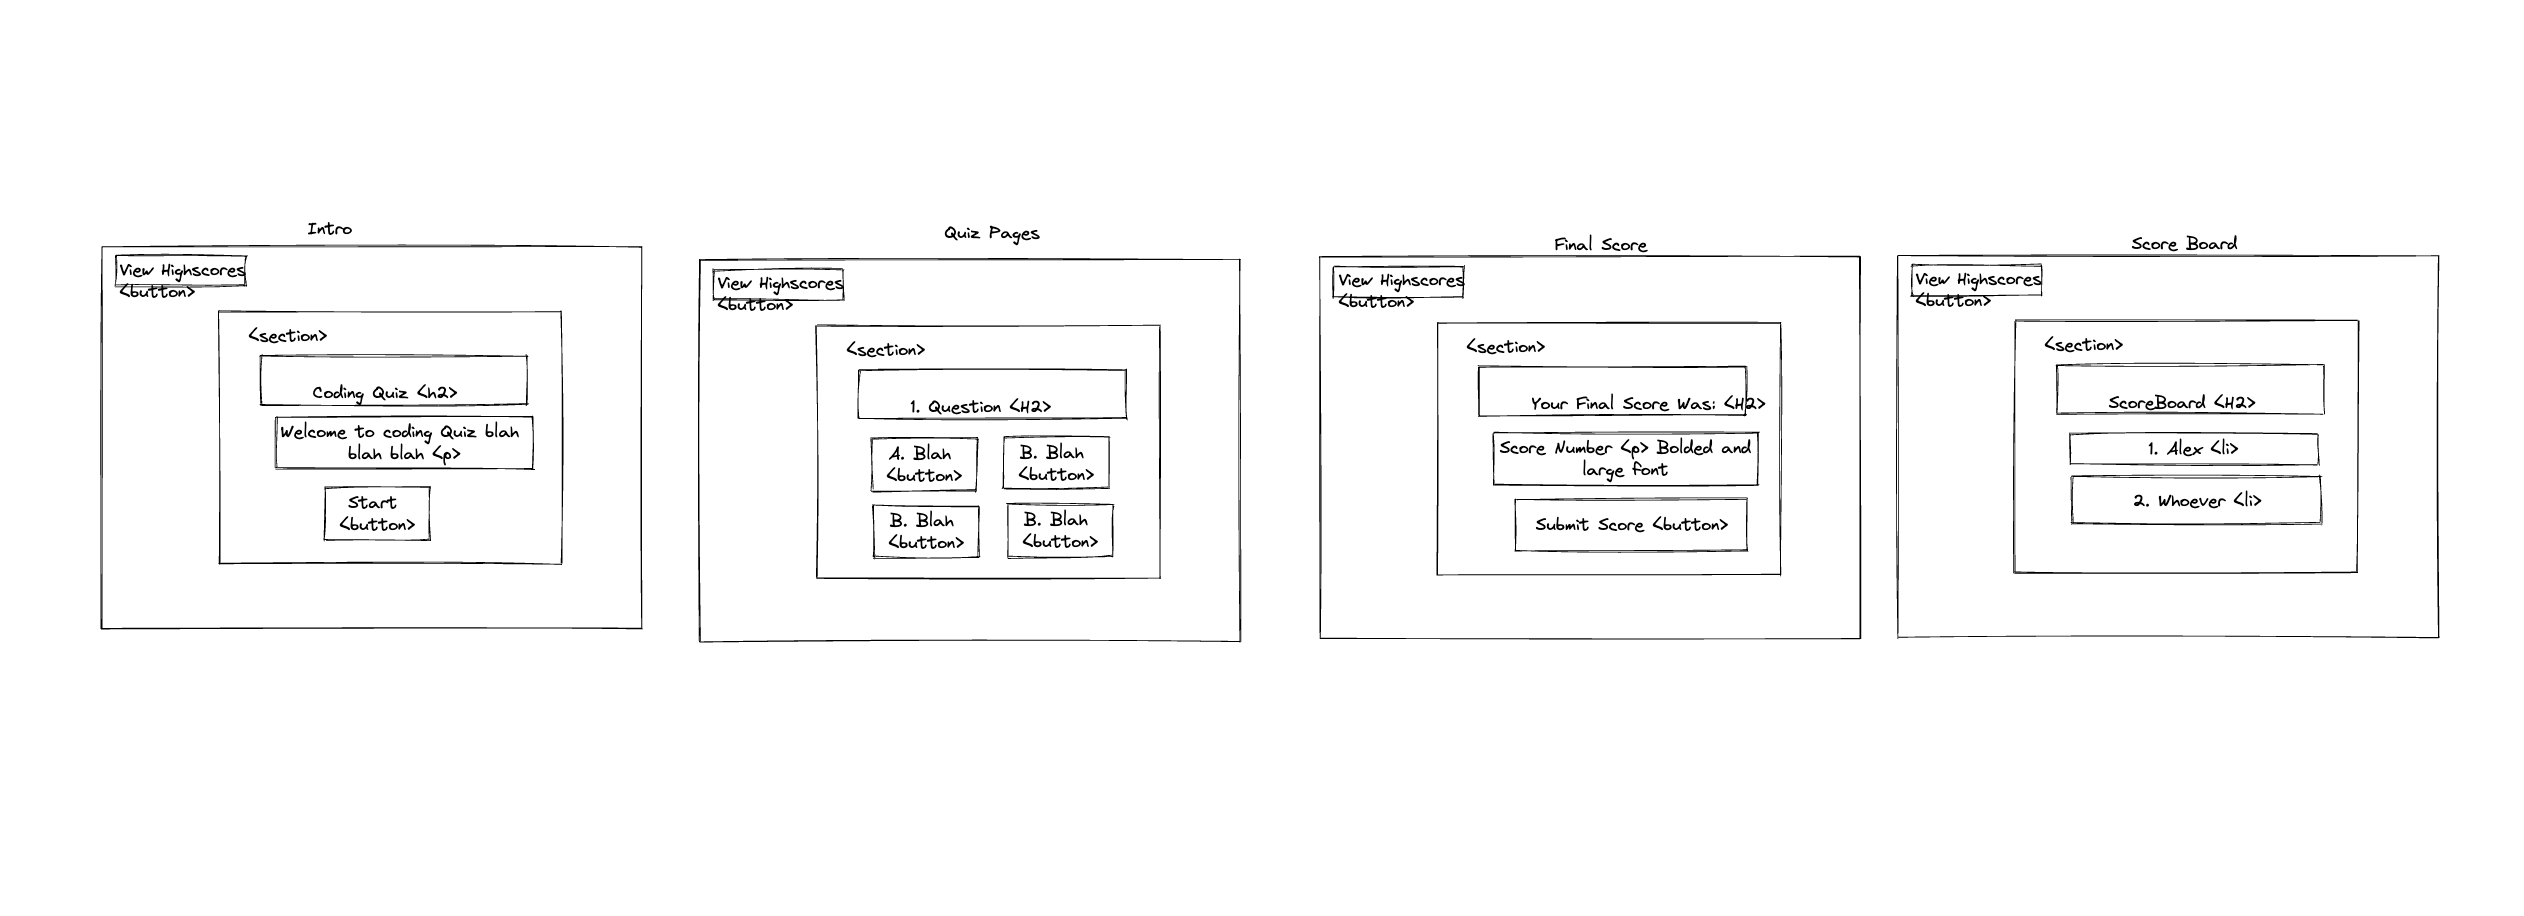 Intro
View Highscores
<button>
<section>
Coding Quiz <h2>
Welcome to coding Quiz blah
blah blah <p>
Start
<button>
Quiz Pages
View Highscores
<button>
<section>
1. Question <H2>
A. Blah
<button>
B. Blah
<button>
B. Blah
<button>
B. Blah
<button>
Final Score
View Highscores
<button>
<section>
Your Final Score Was: <H2>
Score Number <p> Bolded and
large font
Submit Score <button>
Score Board
View Highscores
<button>
<section>
ScoreBoard <H2>
1. Alex <li>
2. Whoever <li>